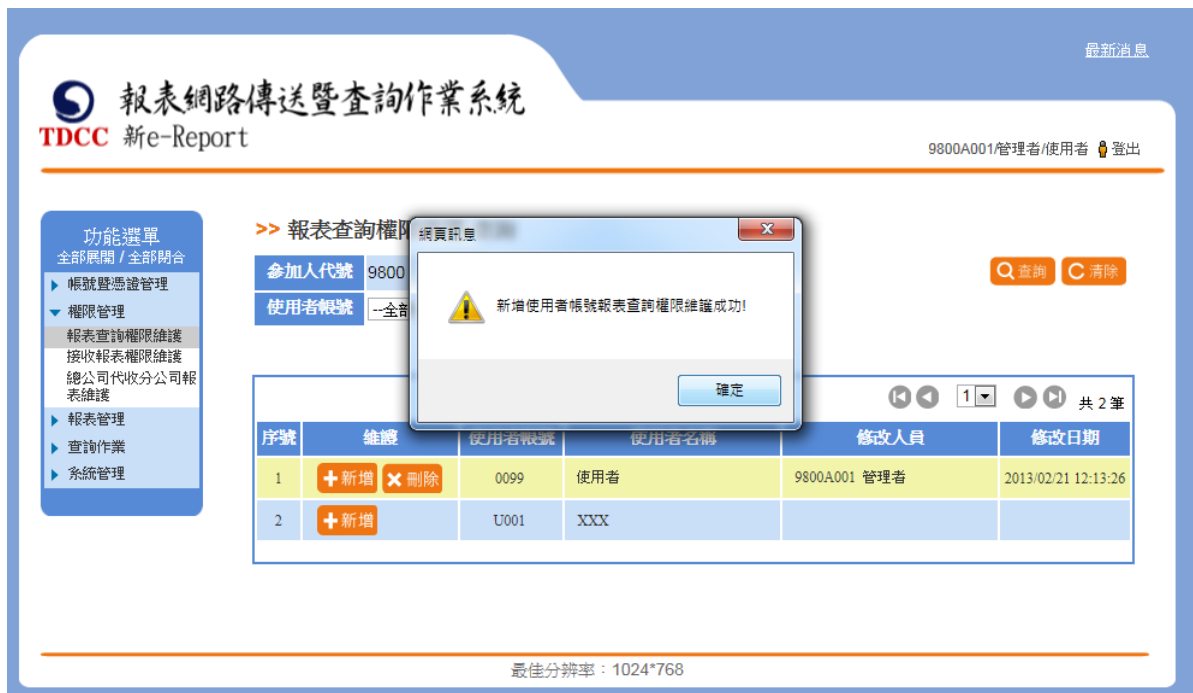 最新消息
報表網路傳送暨查詢作業系統
TDCC 新e-Report
9800A001/管理者/使用者 登出
功能選單
全部展開 / 全部閉合
帳號暨憑證管理
權限管理
報表查詢權限維護
接收報表權限維護
總公司代收分公司報
表維護
報表管理
查詢作業
系統管理
>> 報表查詢權限
參加人代號 9800
查詢 清除
使用者帳號 --全部
網頁訊息
新增使用者帳號報表查詢權限維護成功!
確定
1 共 2 筆
序號 維護 使用者帳號 使用者名稱 修改人員 修改日期
1 新增 刪除 0099 使用者 9800A001 管理者 2013/02/21 12:13:26
2 新增 U001 XXX
最佳分辨率：1024*768